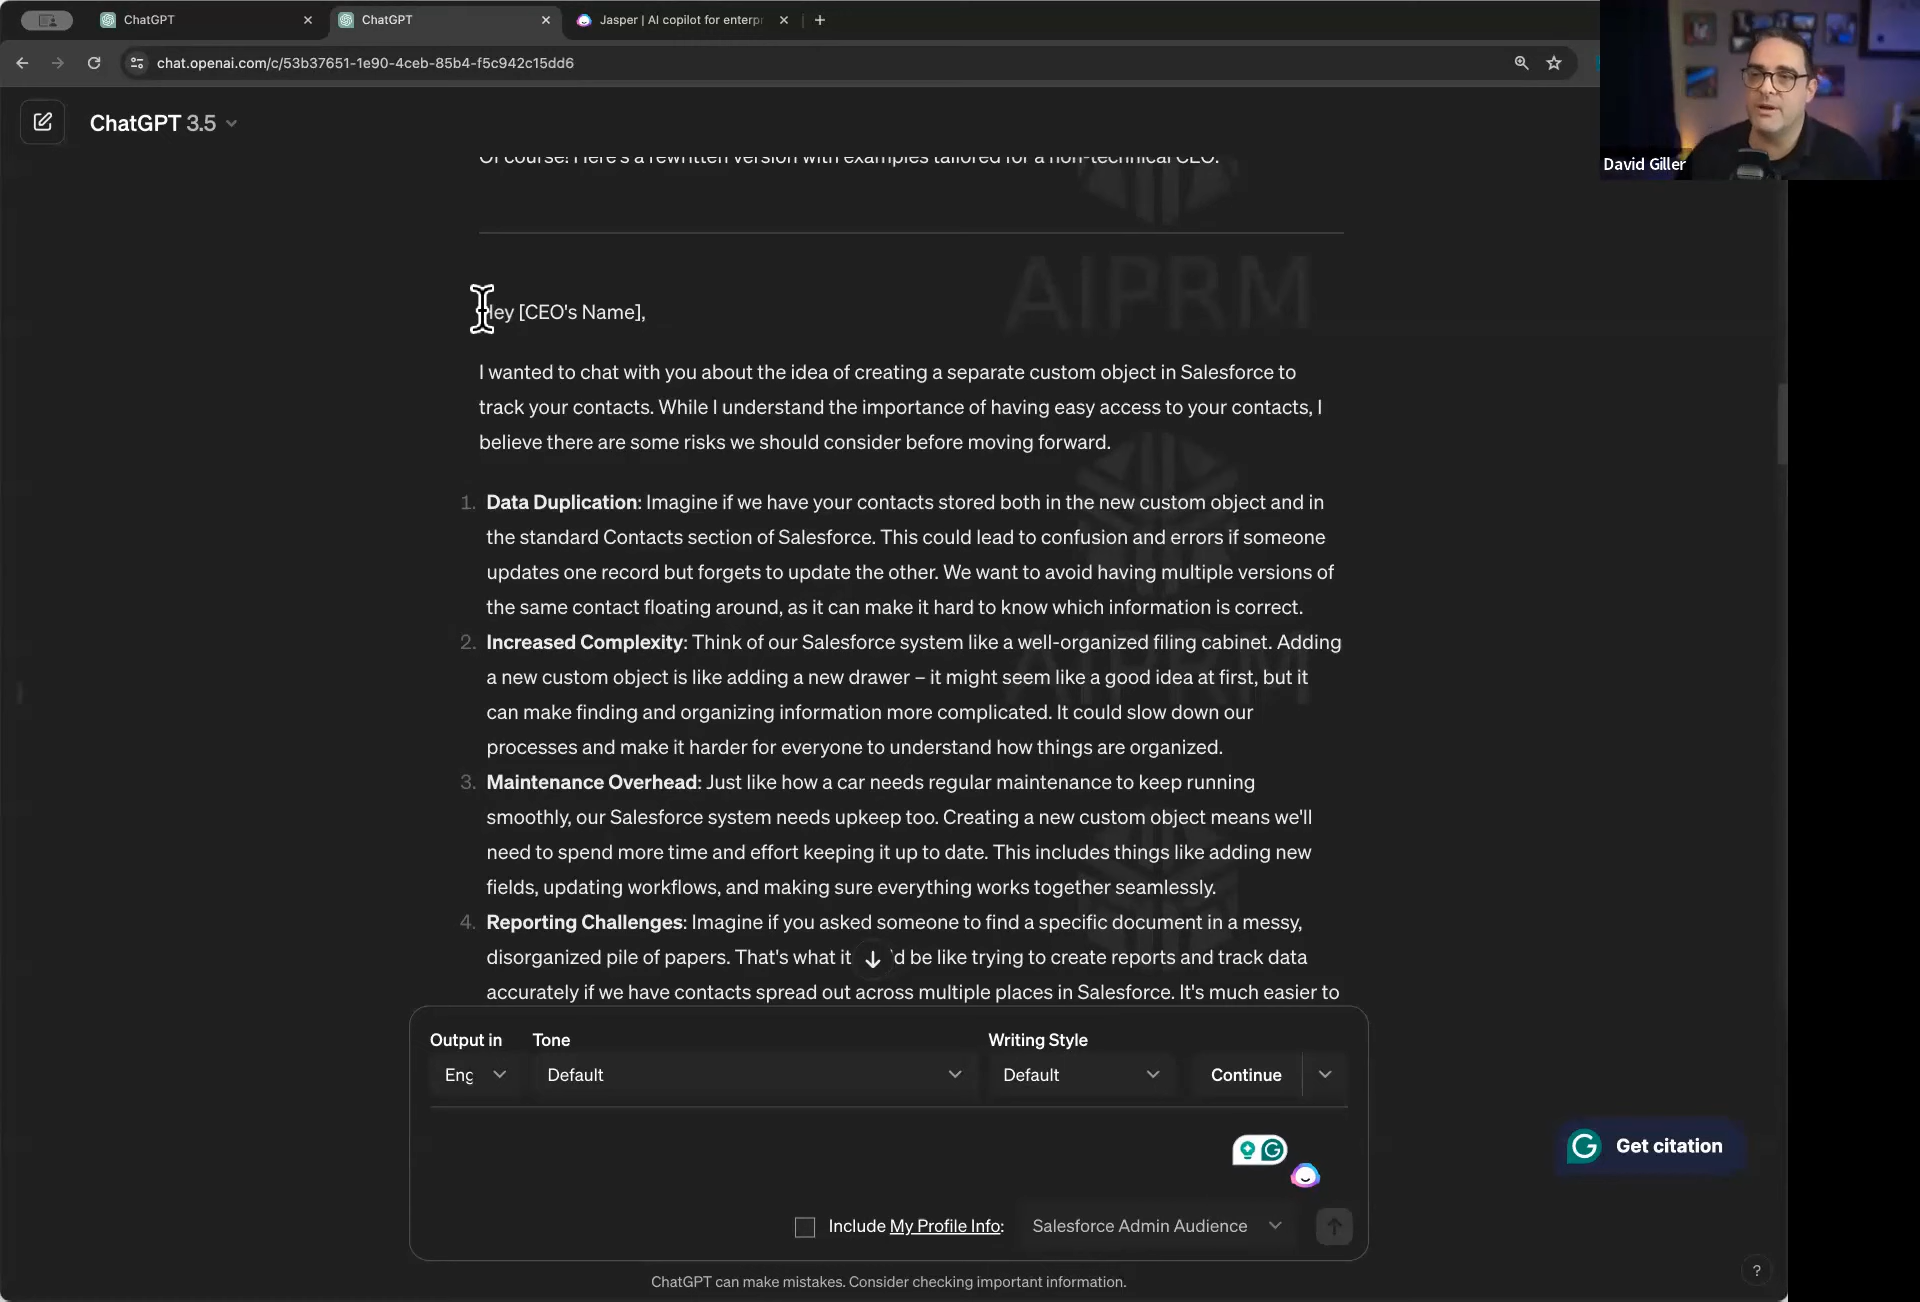 ChatGPT
ChatGPT
Jasper | AI copilot for enterp
chat.openai.com/c/53b37651-1e90-4ceb-85b4-f5c942c15dd6
David Giller
ChatGPT 3.5
Of course! Here's a rewritten version with examples tailored for a non-technical CEO:
AIPRM
Hey [CEO's Name],
I wanted to chat with you about the idea of creating a separate custom object in Salesforce to
track your contacts. While I understand the importance of having easy access to your contacts, I
believe there are some risks we should consider before moving forward.
1. Data Duplication: Imagine if we have your contacts stored both in the new custom object and in
the standard Contacts section of Salesforce. This could lead to confusion and errors if someone
updates one record but forgets to update the other. We want to avoid having multiple versions of
the same contact floating around, as it can make it hard to know which information is correct.
2. Increased Complexity: Think of our Salesforce system like a well-organized filing cabinet. Adding
a new custom object is like adding a new drawer – it might seem like a good idea at first, but it
can make finding and organizing information more complicated. It could slow down our
processes and make it harder for everyone to understand how things are organized.
AIPRM
3. Maintenance Overhead: Just like how a car needs regular maintenance to keep running
smoothly, our Salesforce system needs upkeep too. Creating a new custom object means we'll
need to spend more time and effort keeping it up to date. This includes things like adding new
fields, updating workflows, and making sure everything works together seamlessly.
4. Reporting Challenges: Imagine if you asked someone to find a specific document in a messy,
disorganized pile of papers. That's what it d be like trying to create reports and track data
accurately if we have contacts spread out across multiple places in Salesforce. It's much easier to
Output in Tone Writing Style
Eng Default Default Continue
Get citation
Include My Profile Info: Salesforce Admin Audience
ChatGPT can make mistakes. Consider checking important information.
?